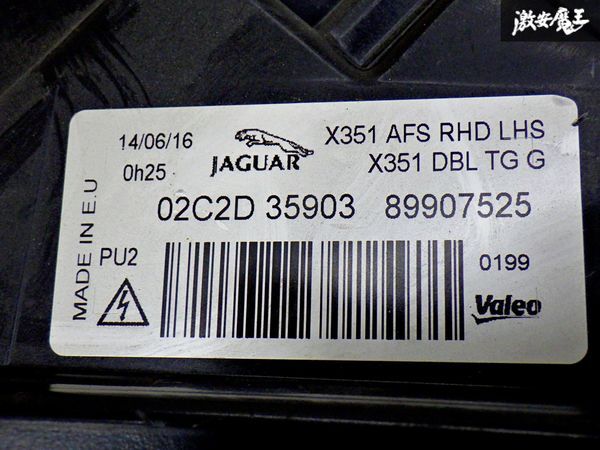 激安魔王
14/06/16
0h25
JAGUAR
X351 AFS RHD LHS
X351 DBL TG G
02C2D 35903 89907525
MADE IN E.U
PU2
0199
Valeo